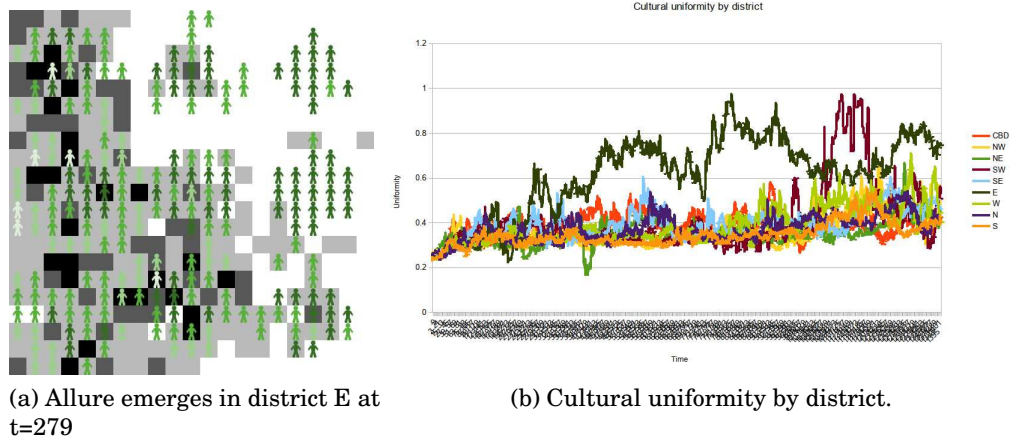 Cultural uniformity by district
1.2
1
0.8
0.6
0.4
0.2
0
Uniformity
Time
CBD
NW
NE
SW
SE
E
W
N
S
(a) Allure emerges in district E at
t=279
(b) Cultural uniformity by district.